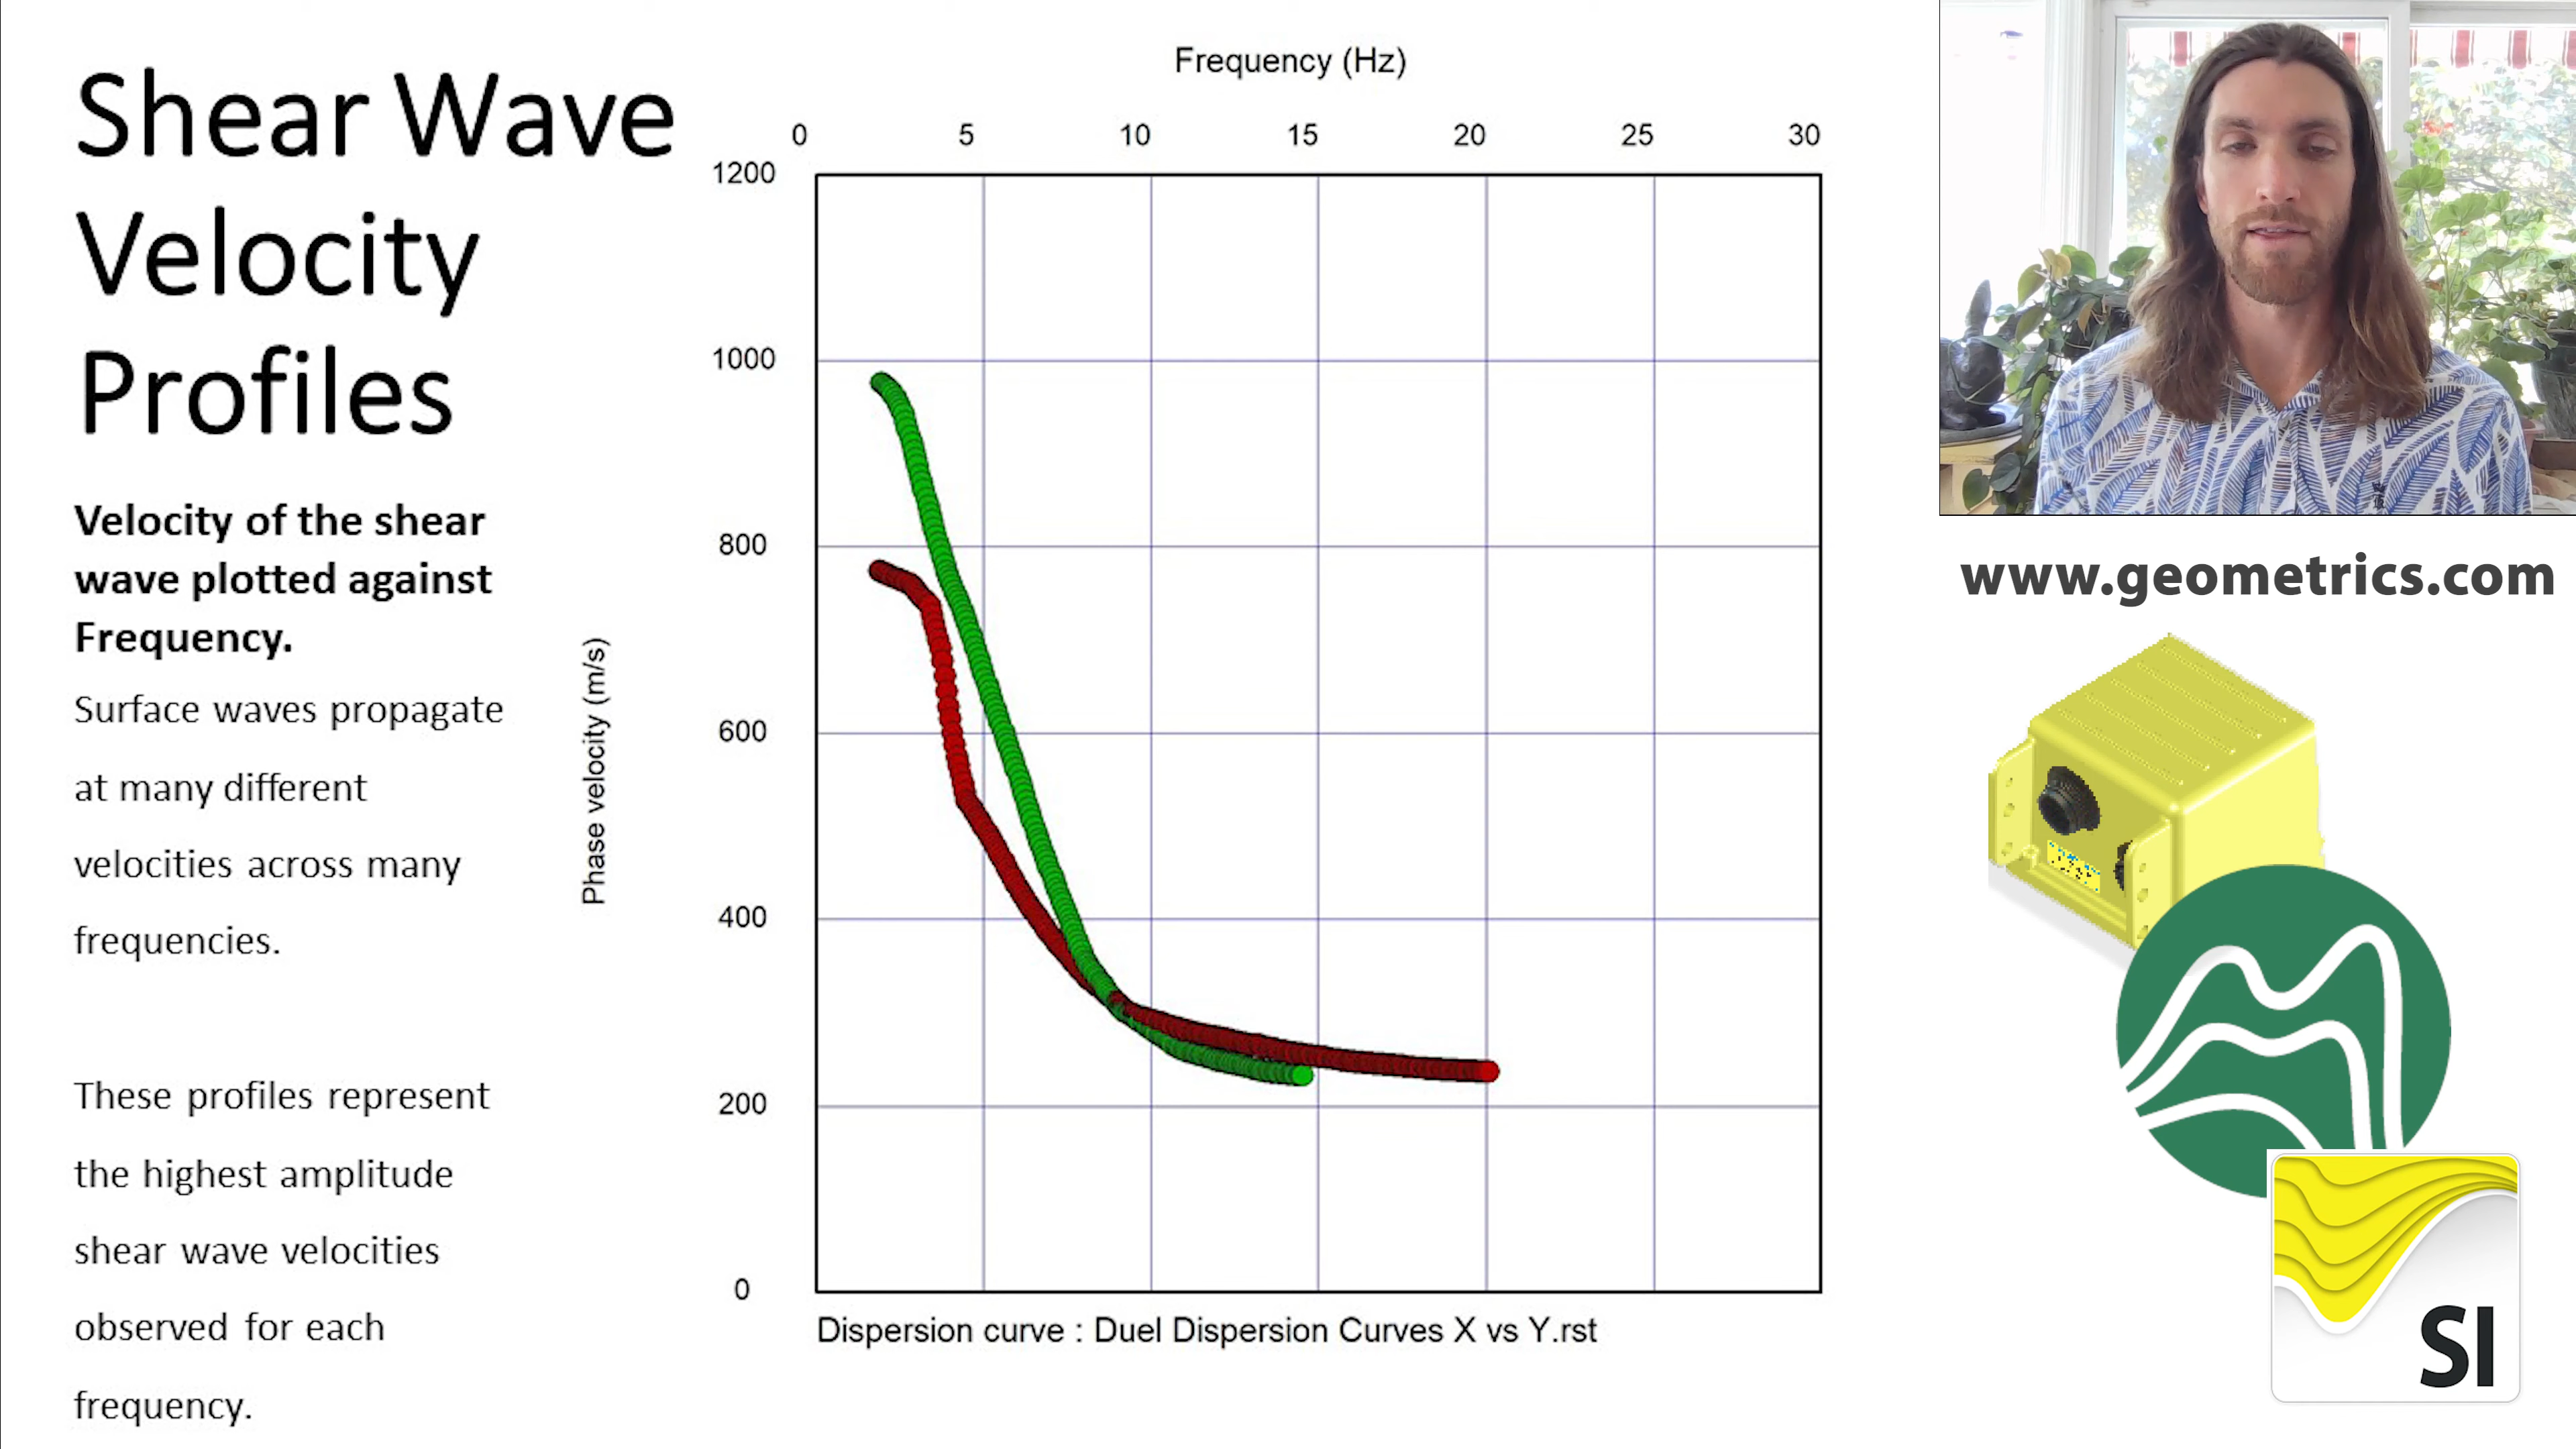 Shear Wave
Velocity
Profiles
Velocity of the shear
wave plotted against
Frequency.
Surface waves propagate
at many different
velocities across many
frequencies.
These profiles represent
the highest amplitude
shear wave velocities
observed for each
frequency.
Frequency (Hz)
0 5 10 15 20 25 30
1200
1000
800
600
400
200
0
Phase velocity (m/s)
Dispersion curve : Duel Dispersion Curves X vs Y.rst
www.geometrics.com
SI